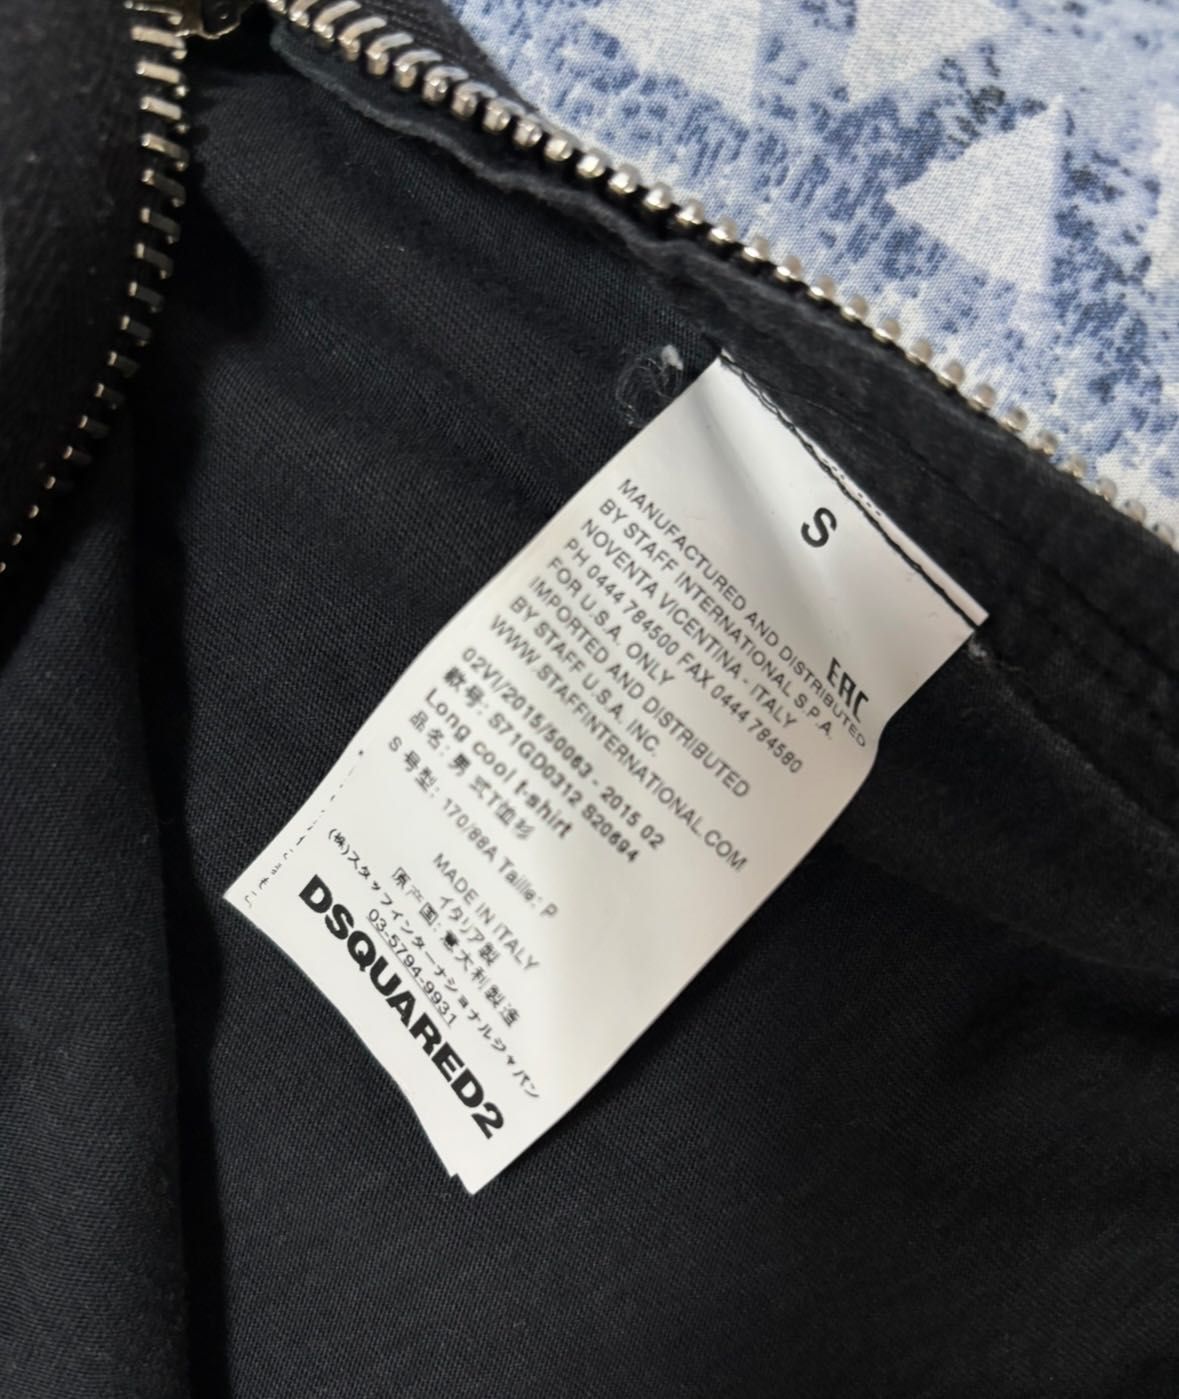 S
EAC
MANUFACTURED AND DISTRIBUTED
BY STAFF INTERNATIONAL S.P.A.
NOVENTA VICENTINA - ITALY
PH 0444 784500 FAX 0444 784580
FOR U.S.A. ONLY
IMPORTED AND DISTRIBUTED
BY STAFF U.S.A. INC.
WWW.STAFFINTERNATIONAL.COM
02VI/2015/50063 - 2015 02
款号: S71GD0312 S20694
Long cool t-shirt
品名: 男 式T恤衫
S 号型: 170/88A Taille: P
MADE IN ITALY
イタリア製
原产国: 意大利製造
(株)スタッフインターナショナルジャパン
03-5794-9931
DSQUARED2